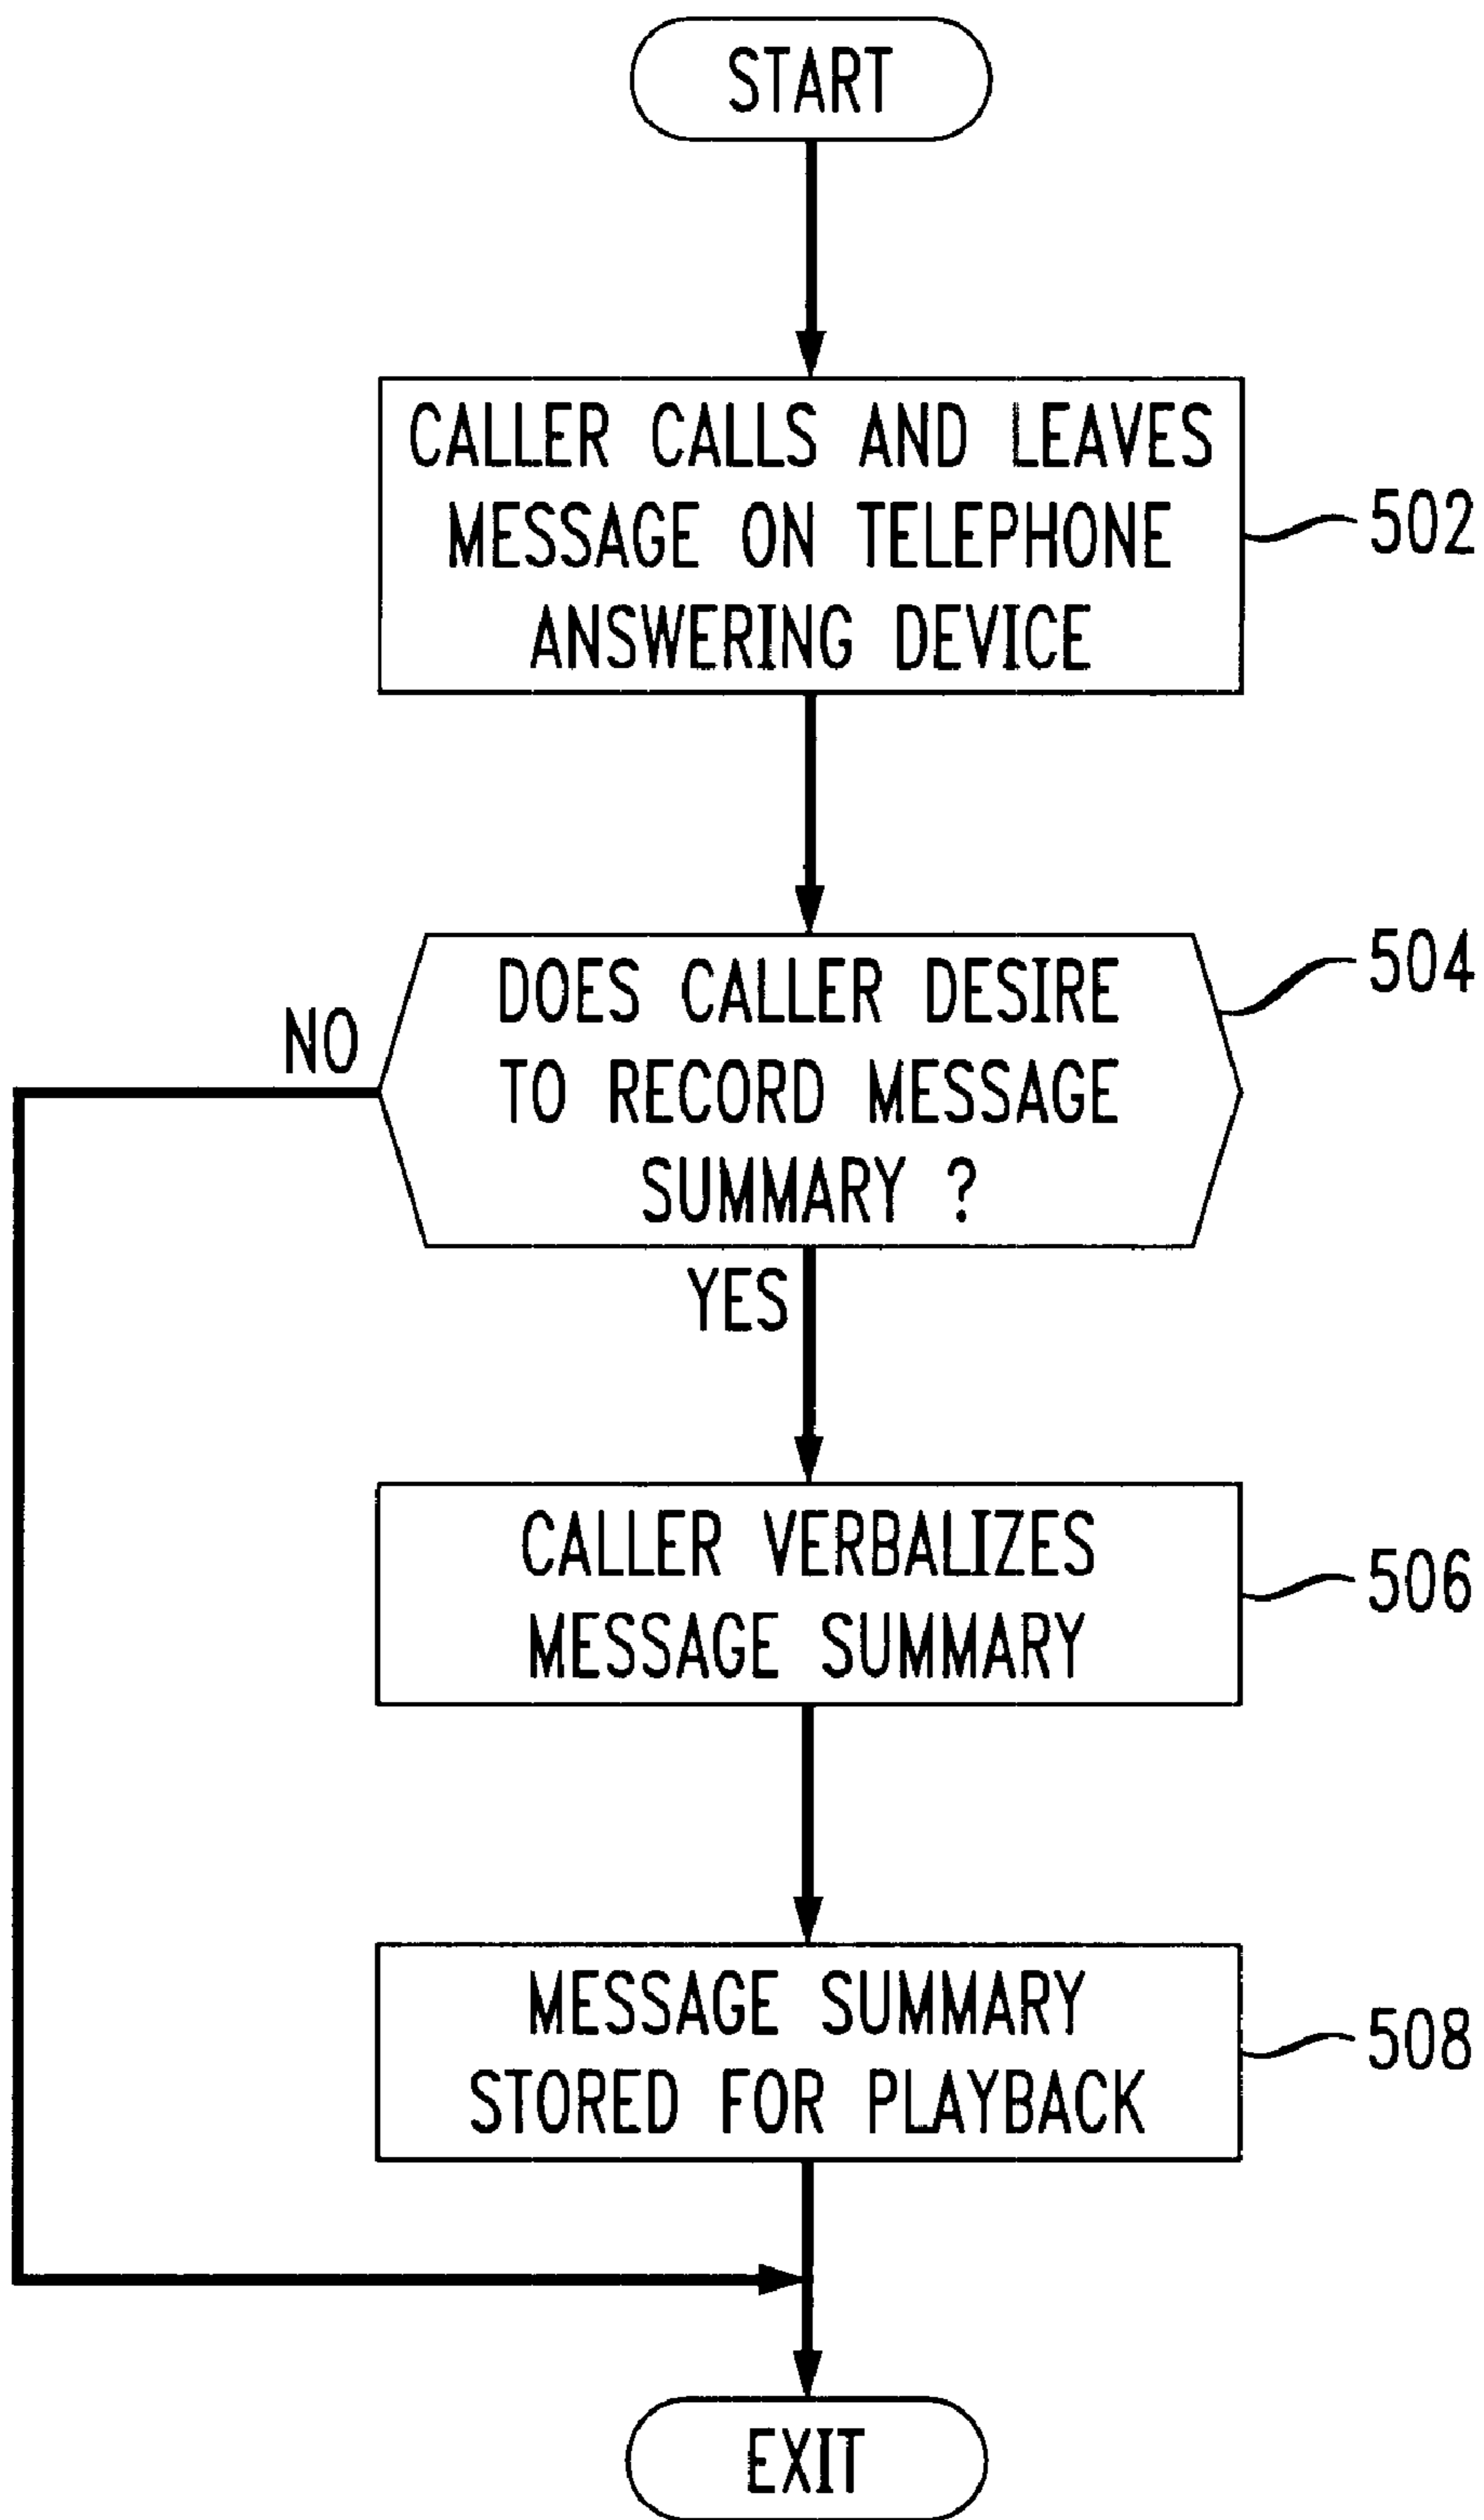 START
CALLER CALLS AND LEAVES
MESSAGE ON TELEPHONE
ANSWERING DEVICE
502
DOES CALLER DESIRE
TO RECORD MESSAGE
SUMMARY ?
504
NO
YES
CALLER VERBALIZES
MESSAGE SUMMARY
506
MESSAGE SUMMARY
STORED FOR PLAYBACK
508
EXIT